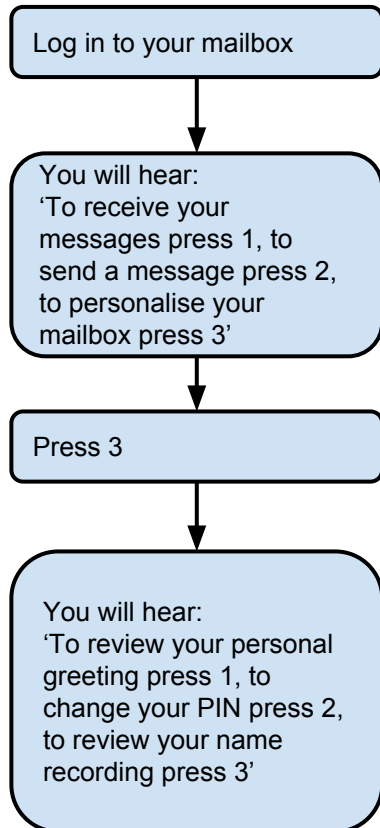 Log in to your mailbox
You will hear:
‘To receive your
messages press 1, to
send a message press 2,
to personalise your
mailbox press 3’
Press 3
You will hear:
‘To review your personal
greeting press 1, to
change your PIN press 2,
to review your name
recording press 3’